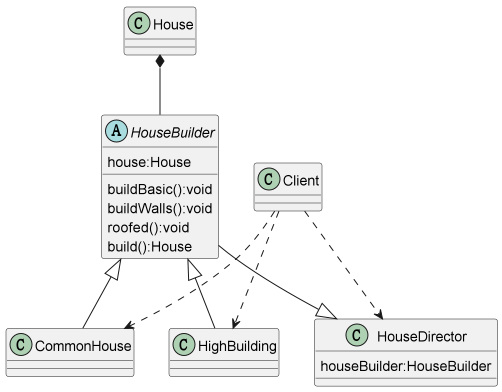 C House
A HouseBuilder
house:House
buildBasic():void
buildWalls():void
roofed():void
build():House
C Client
C CommonHouse
C HighBuilding
C HouseDirector
houseBuilder:HouseBuilder